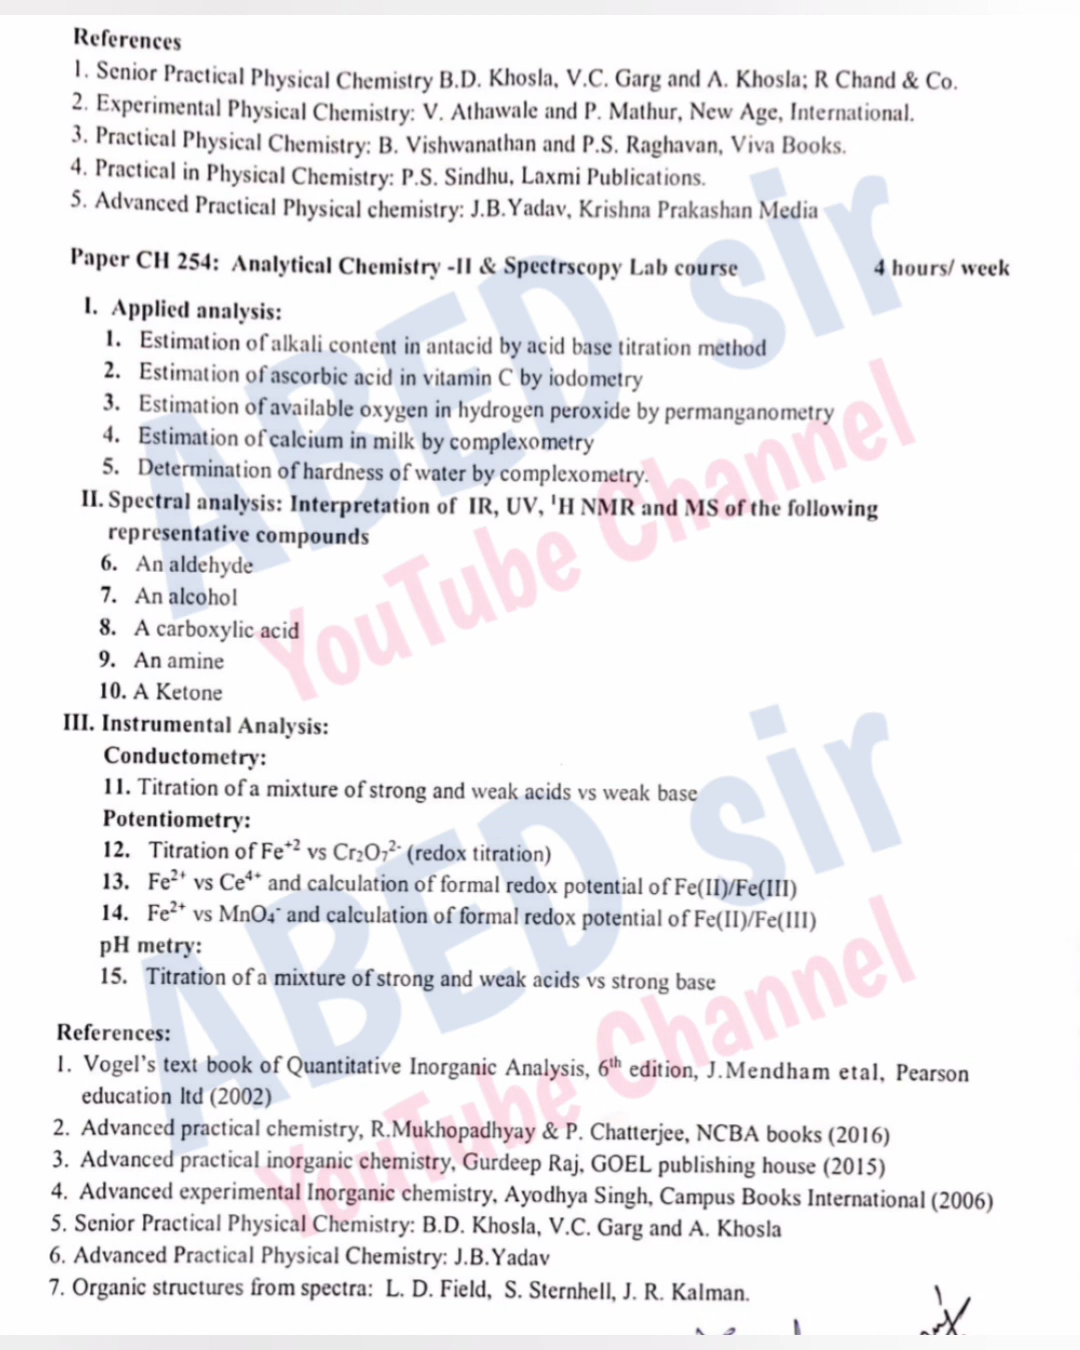 References
1. Senior Practical Physical Chemistry B.D. Khosla, V.C. Garg and A. Khosla; R Chand & Co.
2. Experimental Physical Chemistry: V. Athawale and P. Mathur, New Age, International.
3. Practical Physical Chemistry: B. Vishwanathan and P.S. Raghavan, Viva Books.
4. Practical in Physical Chemistry: P.S. Sindhu, Laxmi Publications.
5. Advanced Practical Physical chemistry: J.B.Yadav, Krishna Prakashan Media
Paper CH 254: Analytical Chemistry -II & Spectrscopy Lab course 4 hours/ week
I. Applied analysis:
1. Estimation of alkali content in antacid by acid base titration method
2. Estimation of ascorbic acid in vitamin C by iodometry
3. Estimation of available oxygen in hydrogen peroxide by permanganometry
4. Estimation of calcium in milk by complexometry
5. Determination of hardness of water by complexometry.
II. Spectral analysis: Interpretation of IR, UV, ¹H NMR and MS of the following
representative compounds
6. An aldehyde
7. An alcohol
8. A carboxylic acid
9. An amine
10. A Ketone
III. Instrumental Analysis:
Conductometry:
11. Titration of a mixture of strong and weak acids vs weak base
Potentiometry:
12. Titration of Fe⁺² vs Cr₂O₇²⁻ (redox titration)
13. Fe²⁺ vs Ce⁴⁺ and calculation of formal redox potential of Fe(II)/Fe(III)
14. Fe²⁺ vs MnO₄⁻ and calculation of formal redox potential of Fe(II)/Fe(III)
pH metry:
15. Titration of a mixture of strong and weak acids vs strong base
References:
1. Vogel's text book of Quantitative Inorganic Analysis, 6th edition, J.Mendham etal, Pearson
education ltd (2002)
2. Advanced practical chemistry, R.Mukhopadhyay & P. Chatterjee, NCBA books (2016)
3. Advanced practical inorganic chemistry, Gurdeep Raj, GOEL publishing house (2015)
4. Advanced experimental Inorganic chemistry, Ayodhya Singh, Campus Books International (2006)
5. Senior Practical Physical Chemistry: B.D. Khosla, V.C. Garg and A. Khosla
6. Advanced Practical Physical Chemistry: J.B.Yadav
7. Organic structures from spectra: L. D. Field, S. Sternhell, J. R. Kalman.
ABED sir
YouTube Channel
ABED sir
YouTube Channel